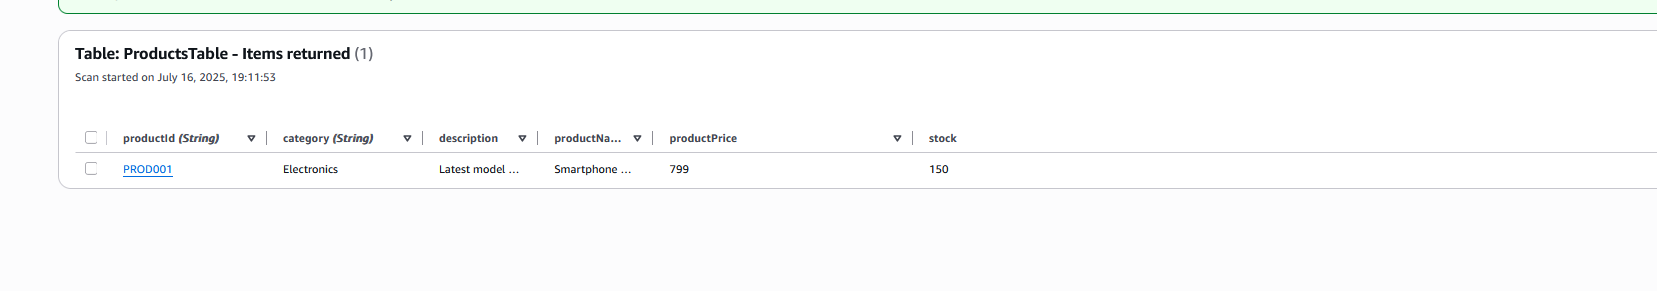 Table: ProductsTable - Items returned (1)
Scan started on July 16, 2025, 19:11:53
productId (String) category (String) description productNa... productPrice stock
PROD001 Electronics Latest model ... Smartphone ... 799 150